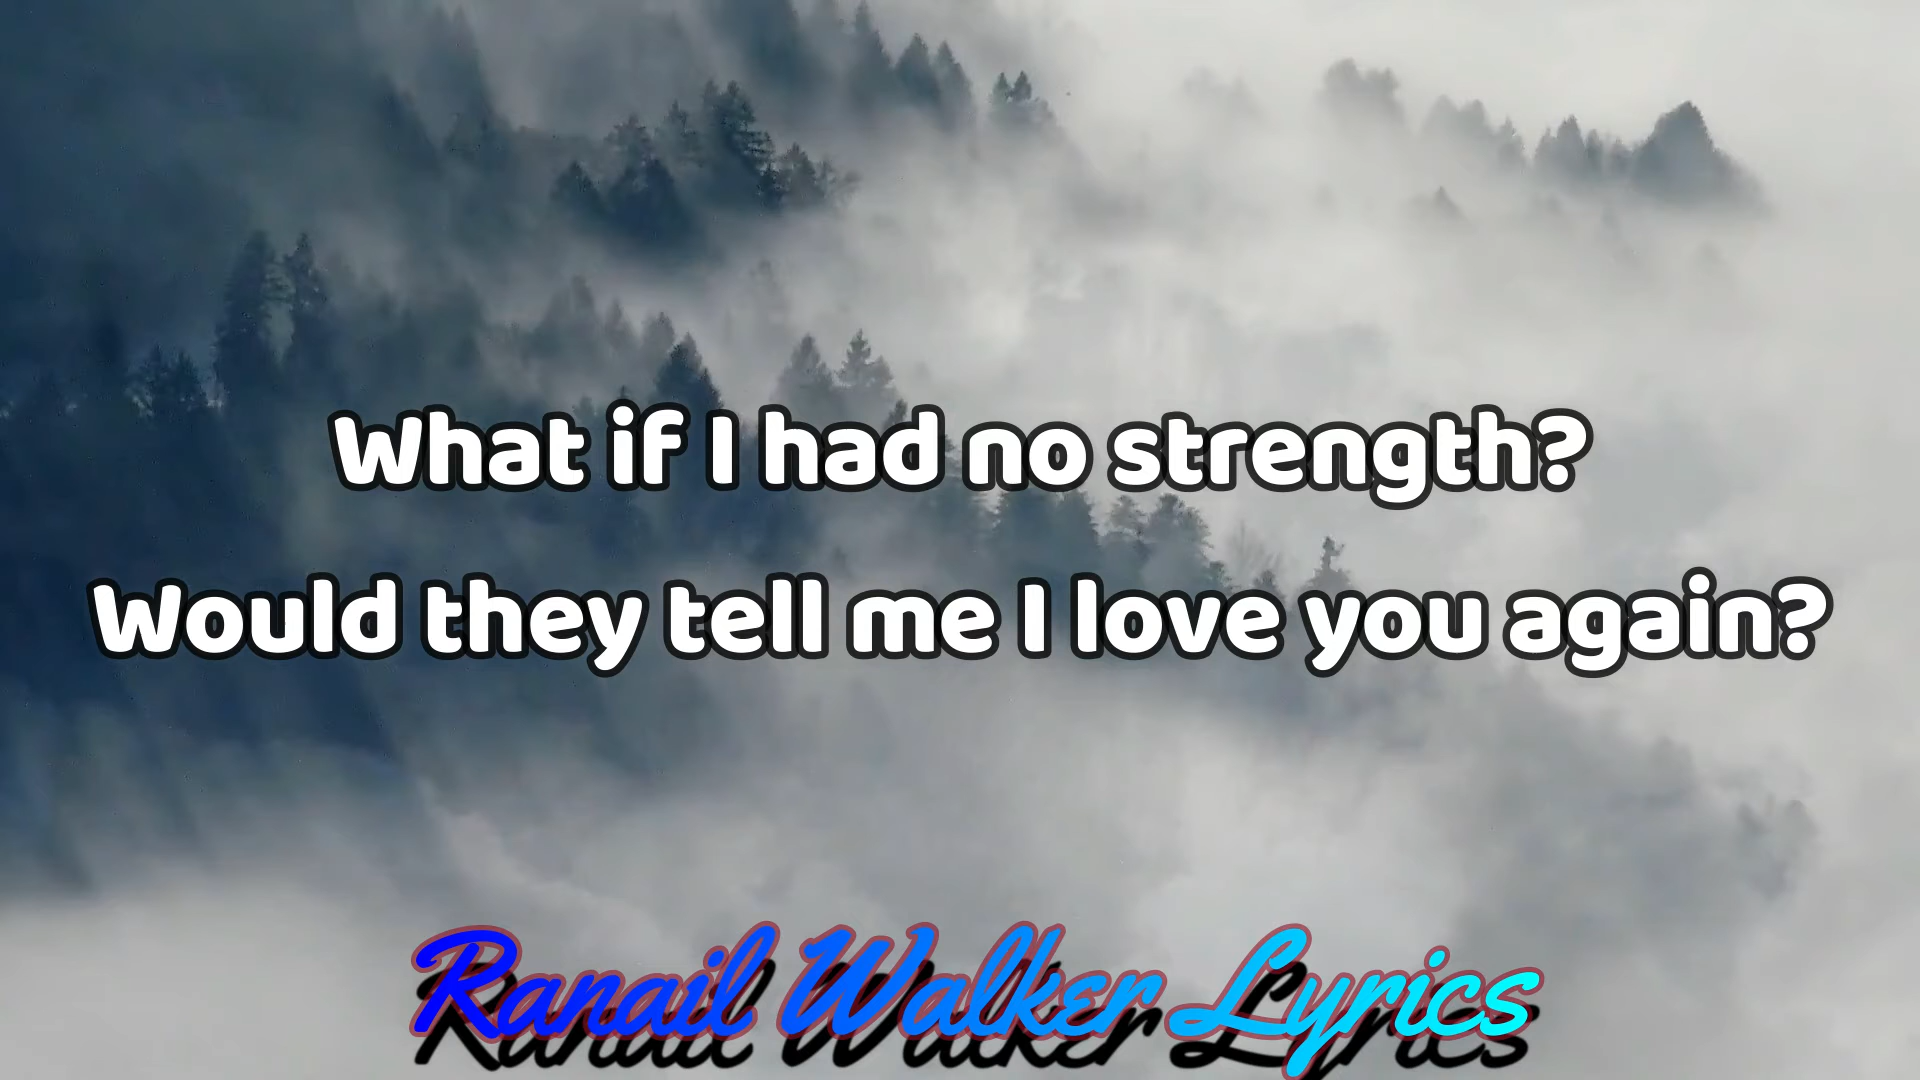 What if I had no strength?
Would they tell me I love you again?
Ranail Walker Lyrics